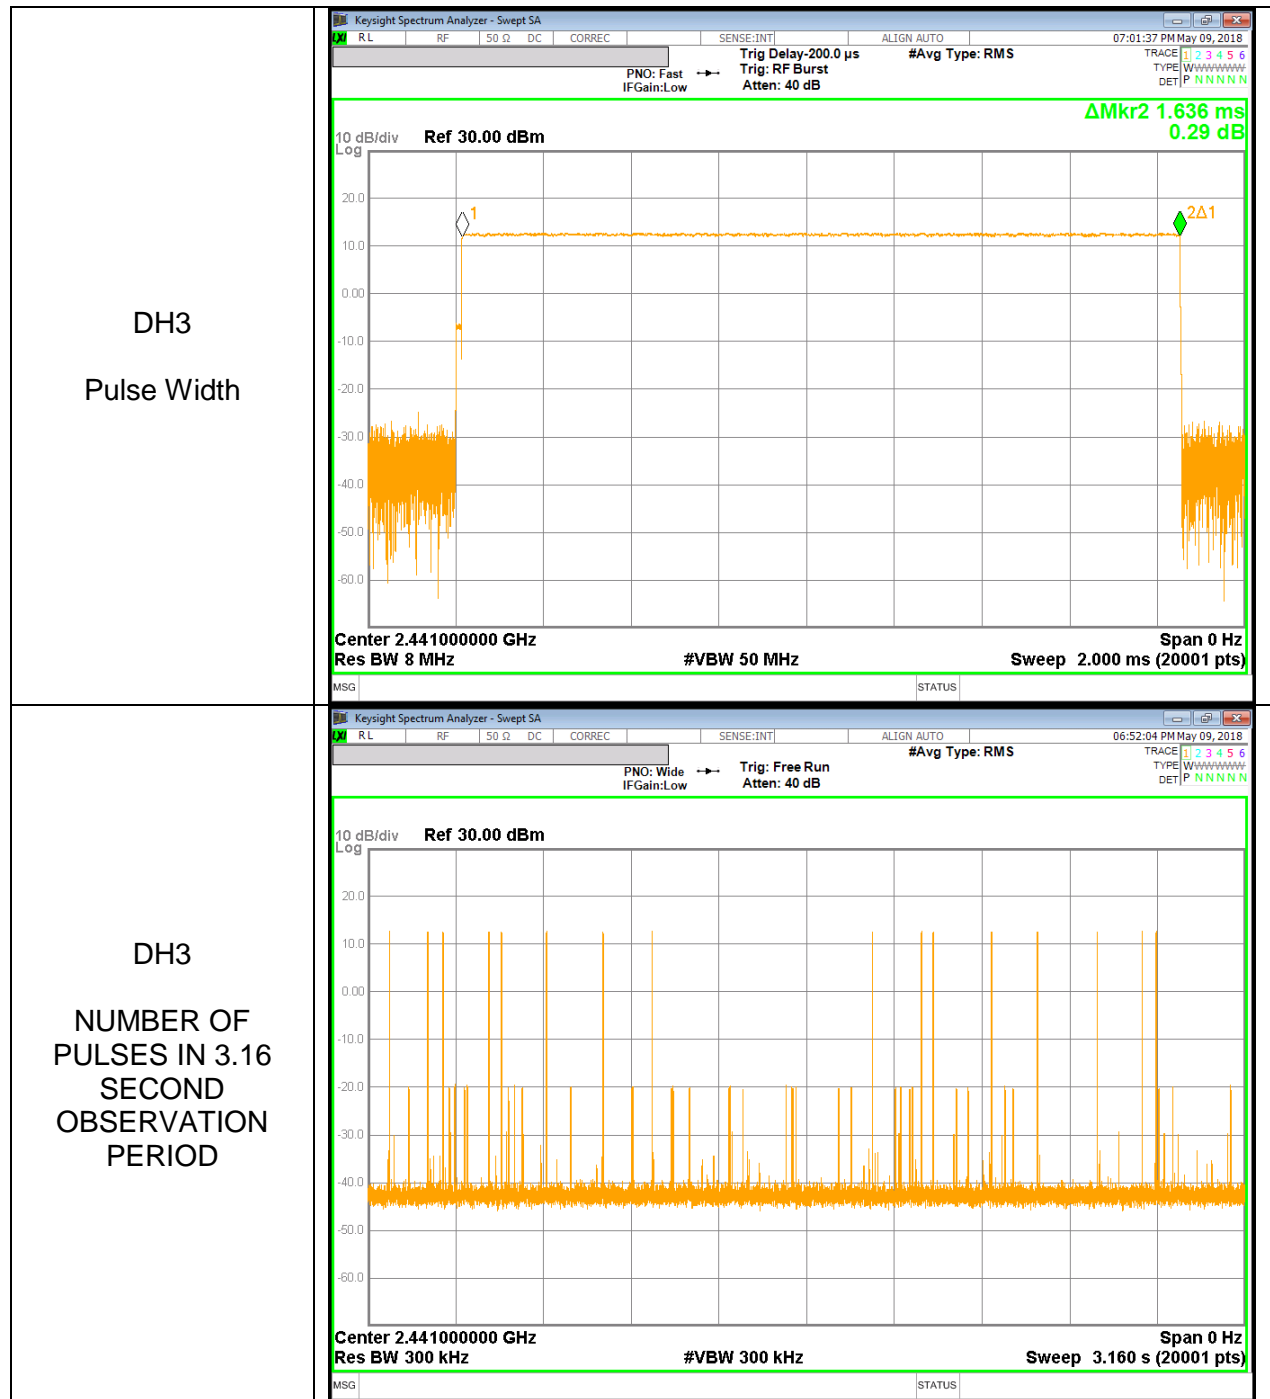 DH3
Pulse Width
Keysight Spectrum Analyzer - Swept SA
LXI RL RF 50 Ω DC CORREC SENSE:INT ALIGN AUTO 07:01:37 PM May 09, 2018
Trig Delay-200.0 µs #Avg Type: RMS TRACE 1 2 3 4 5 6
PNO: Fast Trig: RF Burst TYPE WWWWWWW
IFGain:Low Atten: 40 dB DET P N N N N N
ΔMkr2 1.636 ms
0.29 dB
10 dB/div Ref 30.00 dBm
Log
20.0
1
2Δ1
10.0
0.00
-10.0
-20.0
-30.0
-40.0
-50.0
-60.0
Center 2.441000000 GHz Span 0 Hz
Res BW 8 MHz #VBW 50 MHz Sweep 2.000 ms (20001 pts)
MSG STATUS
DH3
NUMBER OF
PULSES IN 3.16
SECOND
OBSERVATION
PERIOD
Keysight Spectrum Analyzer - Swept SA
LXI RL RF 50 Ω DC CORREC SENSE:INT ALIGN AUTO 06:52:04 PM May 09, 2018
#Avg Type: RMS TRACE 1 2 3 4 5 6
PNO: Wide Trig: Free Run TYPE WWWWWWW
IFGain:Low Atten: 40 dB DET P N N N N N
10 dB/div Ref 30.00 dBm
Log
20.0
10.0
0.00
-10.0
-20.0
-30.0
-40.0
-50.0
-60.0
Center 2.441000000 GHz Span 0 Hz
Res BW 300 kHz #VBW 300 kHz Sweep 3.160 s (20001 pts)
MSG STATUS